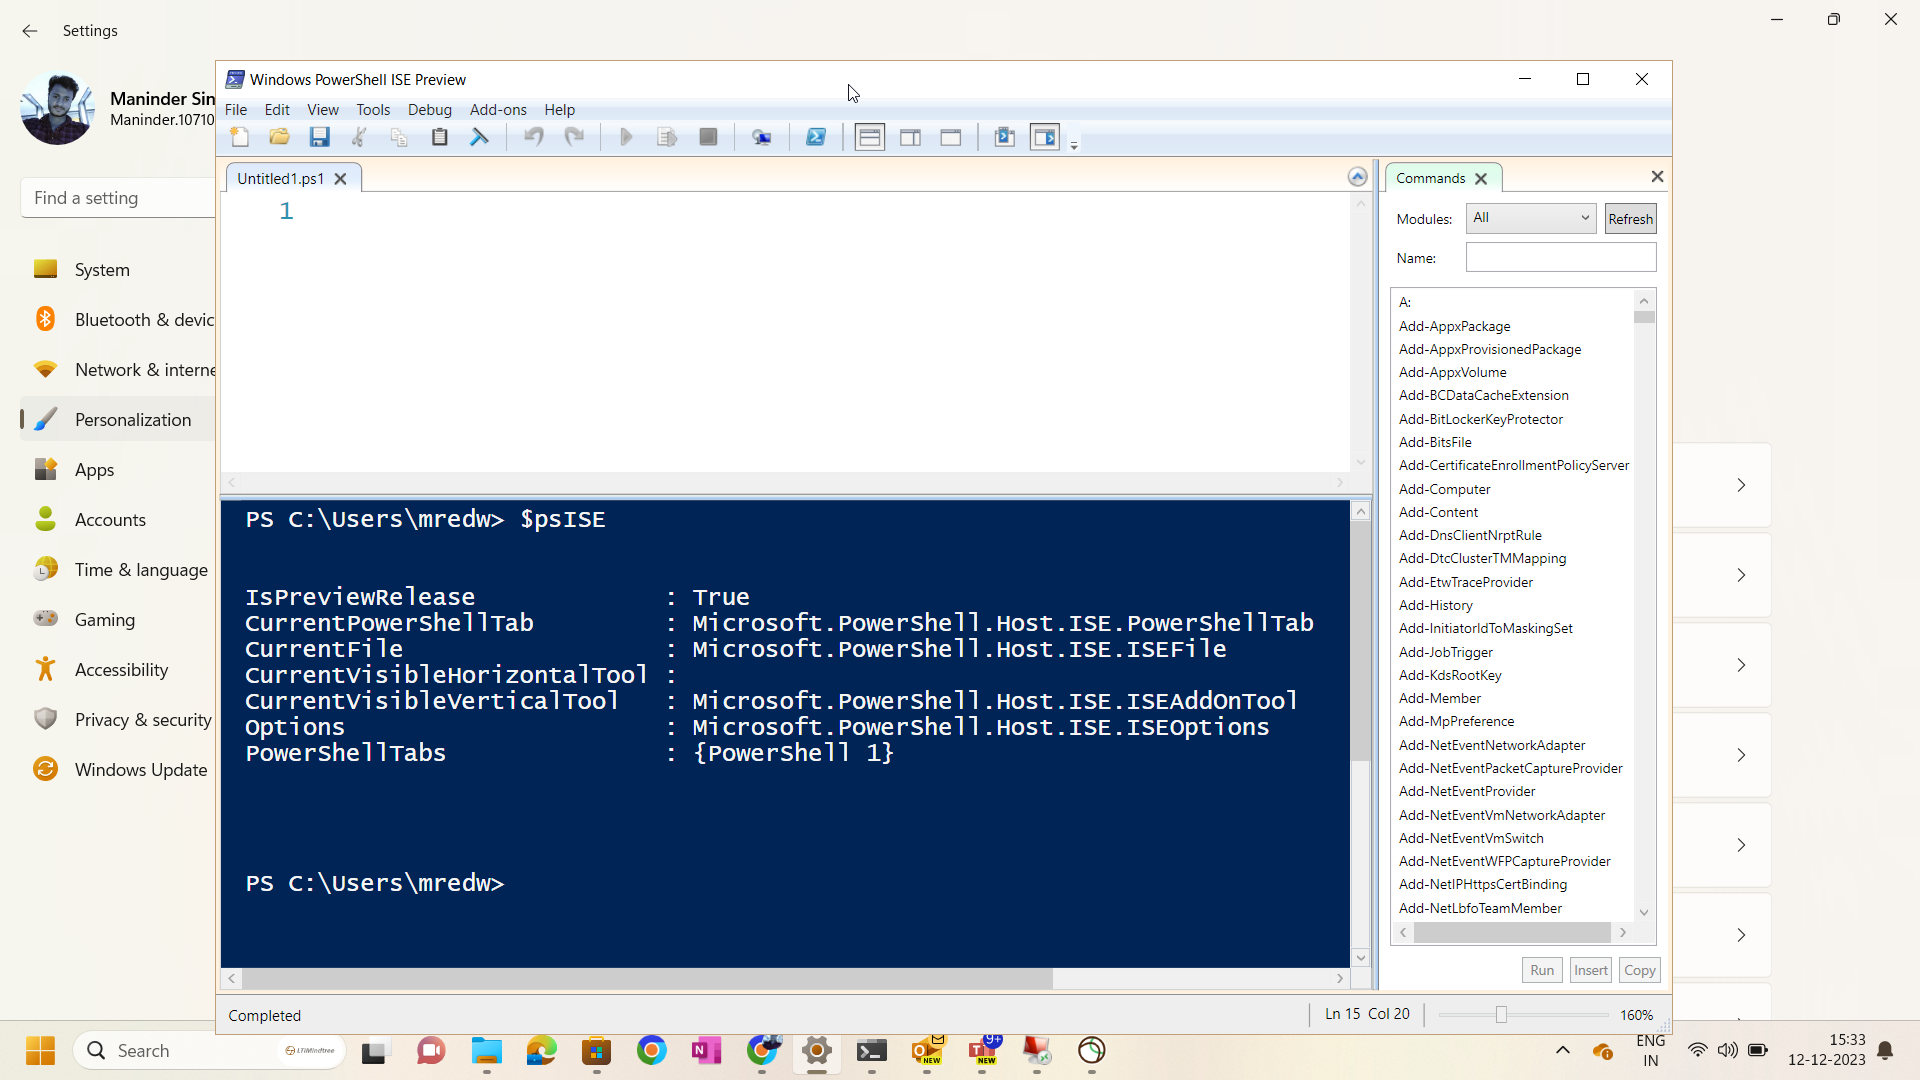 Settings
Maninder Sin
Maninder.10710
Find a setting
System
Bluetooth & devic
Network & interne
Personalization
Apps
Accounts
Time & language
Gaming
Accessibility
Privacy & security
Windows Update
Windows PowerShell ISE Preview
File Edit View Tools Debug Add-ons Help
Untitled1.ps1
1
PS C:\Users\mredw> $psISE
IsPreviewRelease : True
CurrentPowerShellTab : Microsoft.PowerShell.Host.ISE.PowerShellTab
CurrentFile : Microsoft.PowerShell.Host.ISE.ISEFile
CurrentVisibleHorizontalTool :
CurrentVisibleVerticalTool : Microsoft.PowerShell.Host.ISE.ISEAddOnTool
Options : Microsoft.PowerShell.Host.ISE.ISEOptions
PowerShellTabs : {PowerShell 1}
PS C:\Users\mredw>
Commands
Modules: All Refresh
Name:
A:
Add-AppxPackage
Add-AppxProvisionedPackage
Add-AppxVolume
Add-BCDataCacheExtension
Add-BitLockerKeyProtector
Add-BitsFile
Add-CertificateEnrollmentPolicyServer
Add-Computer
Add-Content
Add-DnsClientNrptRule
Add-DtcClusterTMMapping
Add-EtwTraceProvider
Add-History
Add-InitiatorIdToMaskingSet
Add-JobTrigger
Add-KdsRootKey
Add-Member
Add-MpPreference
Add-NetEventNetworkAdapter
Add-NetEventPacketCaptureProvider
Add-NetEventProvider
Add-NetEventVmNetworkAdapter
Add-NetEventVmSwitch
Add-NetEventWFPCaptureProvider
Add-NetIPHttpsCertBinding
Add-NetLbfoTeamMember
Run Insert Copy
Completed
Ln 15 Col 20
160%
Search
LTIMindtree
NEW
9+
NEW
ENG
IN
15:33
12-12-2023